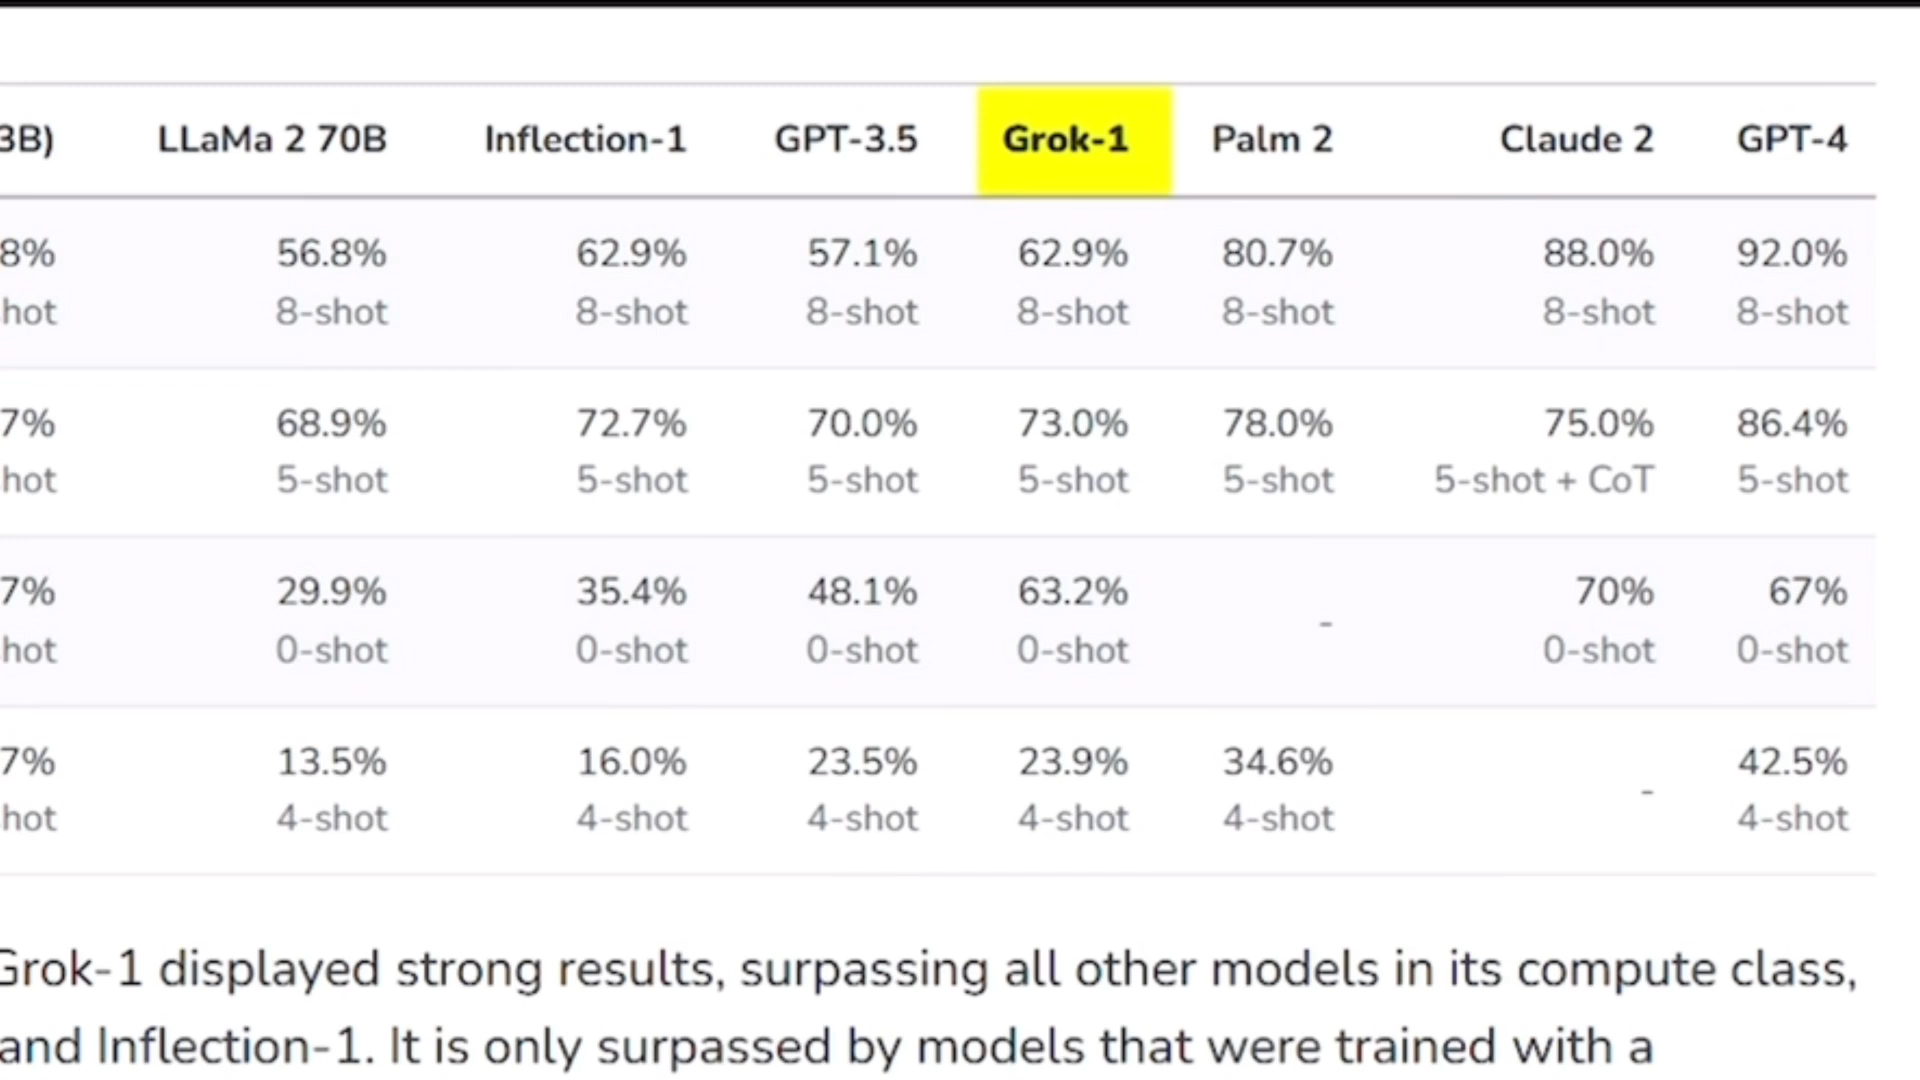 3B) LLaMa 2 70B Inflection-1 GPT-3.5 Grok-1 Palm 2 Claude 2 GPT-4
8% 56.8% 62.9% 57.1% 62.9% 80.7% 88.0% 92.0%
hot 8-shot 8-shot 8-shot 8-shot 8-shot 8-shot 8-shot
7% 68.9% 72.7% 70.0% 73.0% 78.0% 75.0% 86.4%
hot 5-shot 5-shot 5-shot 5-shot 5-shot 5-shot + CoT 5-shot
7% 29.9% 35.4% 48.1% 63.2% - 70% 67%
hot 0-shot 0-shot 0-shot 0-shot 0-shot 0-shot
7% 13.5% 16.0% 23.5% 23.9% 34.6% - 42.5%
hot 4-shot 4-shot 4-shot 4-shot 4-shot 4-shot
Grok-1 displayed strong results, surpassing all other models in its compute class,
and Inflection-1. It is only surpassed by models that were trained with a